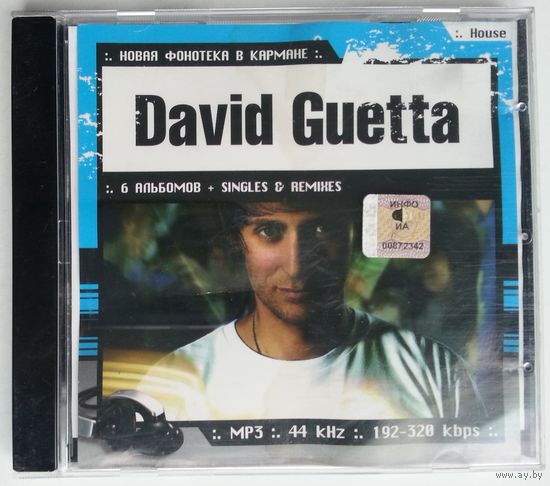 :. House
:. НОВАЯ ФОНОТЕКА В КАРМАНЕ :.
David Guetta
:. 6 АЛЬБОМОВ + SINGLES & REMIXES
ИНФО
ИА
00872342
:. MP3 :. 44 kHz :. 192-320 kbps :.
www.ay.by